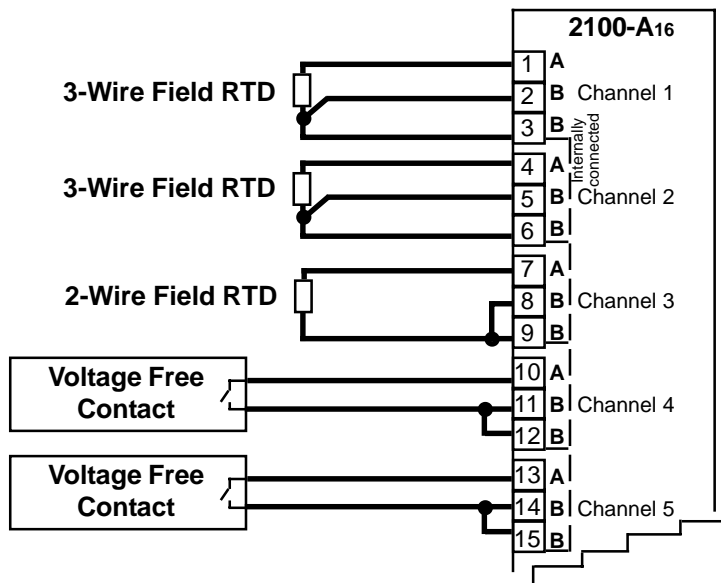 2100-A16
3-Wire Field RTD
1 A
2 B Channel 1
3 B
Internally
connected
3-Wire Field RTD
4 A
5 B Channel 2
6 B
2-Wire Field RTD
7 A
8 B Channel 3
9 B
Voltage Free
Contact
10 A
11 B Channel 4
12 B
Voltage Free
Contact
13 A
14 B Channel 5
15 B